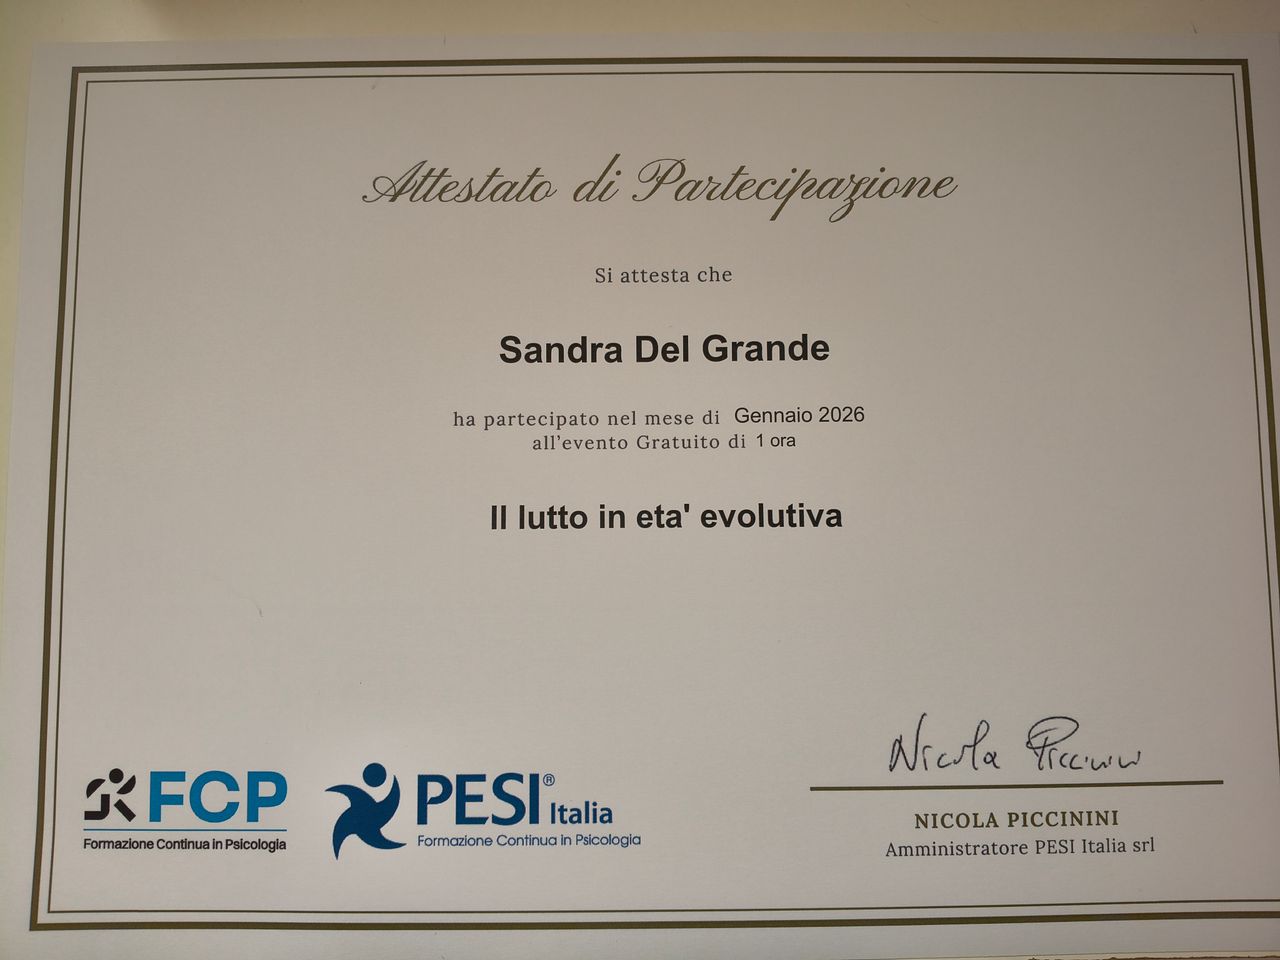 Attestato di Partecipazione
Si attesta che
Sandra Del Grande
ha partecipato nel mese di Gennaio 2026
all'evento Gratuito di 1 ora
Il lutto in eta' evolutiva
Nicola Piccinini
NICOLA PICCININI
Amministratore PESI Italia srl
FCP
Formazione Continua in Psicologia
PESI® Italia
Formazione Continua in Psicologia